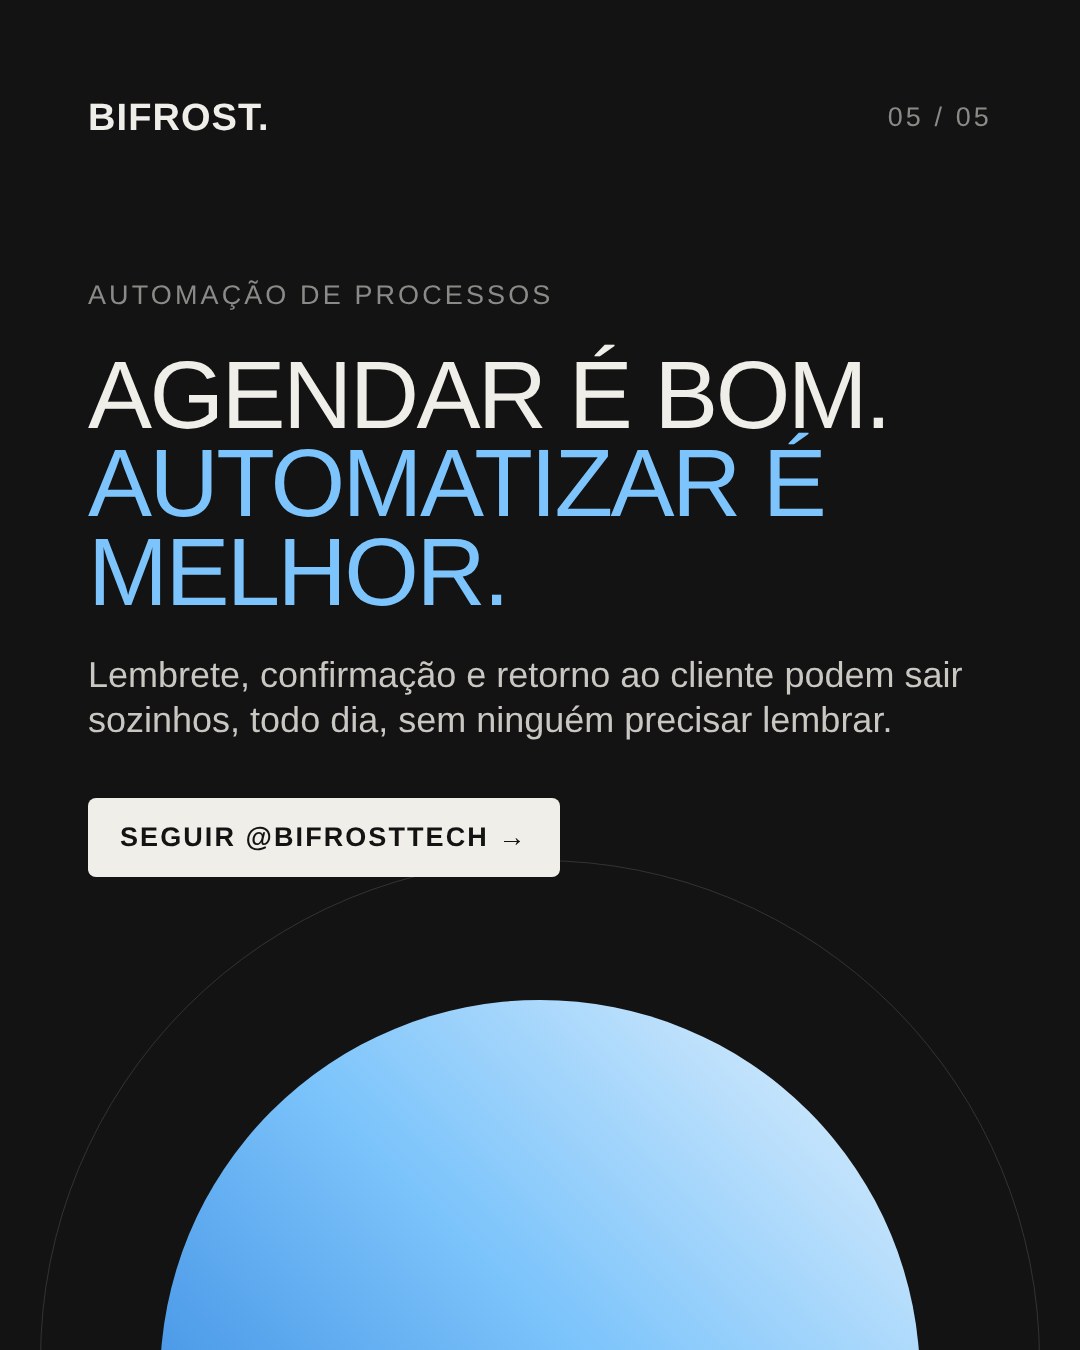 BIFROST.
05 / 05
AUTOMAÇÃO DE PROCESSOS
AGENDAR É BOM.
AUTOMATIZAR É
MELHOR.
Lembrete, confirmação e retorno ao cliente podem sair
sozinhos, todo dia, sem ninguém precisar lembrar.
SEGUIR @BIFROSTTECH →